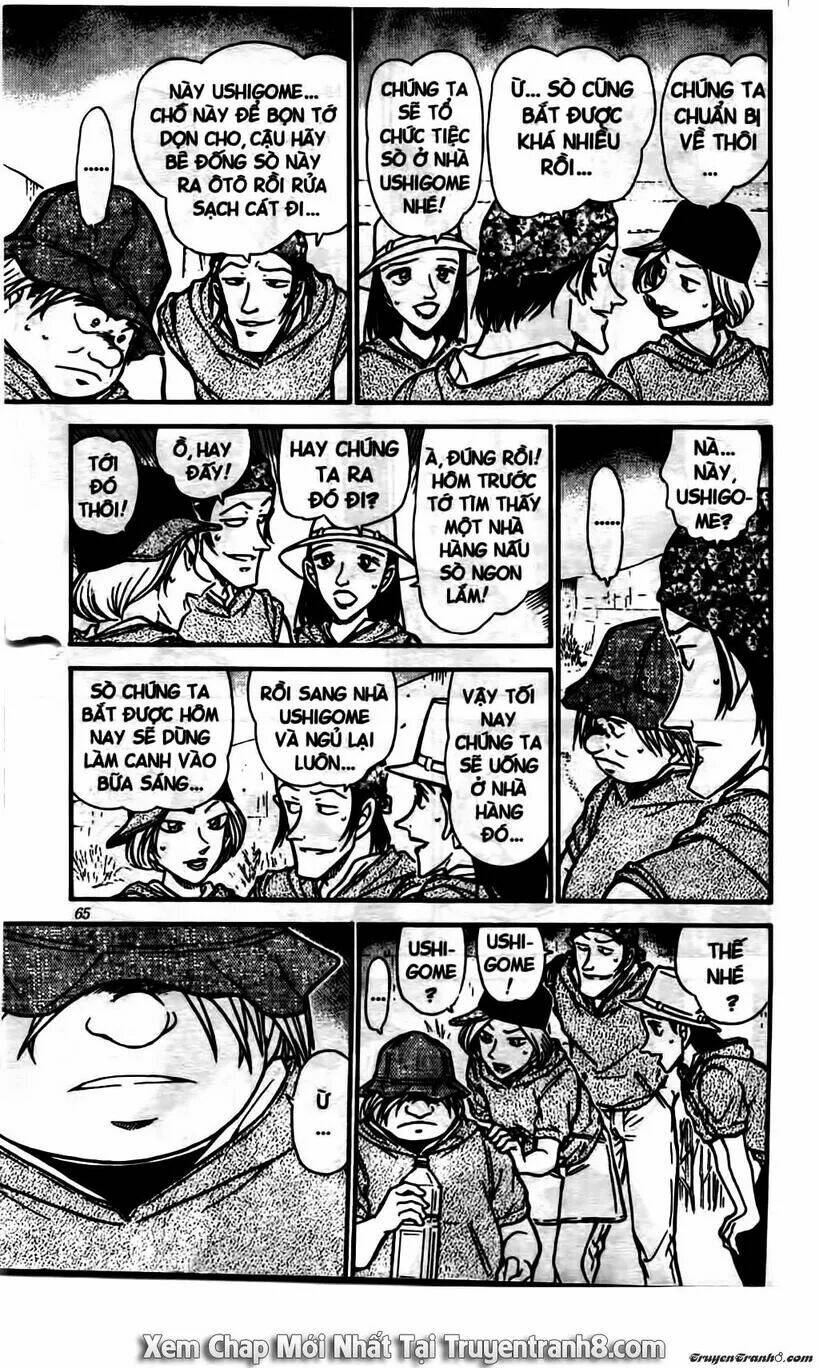 CHÚNG TA
CHUẨN BỊ
VỀ THÔI
...
Ừ... SÒ CŨNG
BẮT ĐƯỢC
KHÁ NHIỀU
RỒI...
CHÚNG TA
SẼ TỔ
CHỨC TIỆC
SÒ Ở NHÀ
USHIGOME
NHÉ!
NÀY USHIGOME...
CHỖ NÀY ĐỂ BỌN TỚ
DỌN CHO, CẬU HÃY
BÊ ĐỐNG SÒ NÀY
RA ÔTÔ RỒI RỬA
SẠCH CÁT ĐI...
......
NÀ...
NÀY,
USHIGO-
ME?
......
À, ĐÚNG RỒI!
HÔM TRƯỚC
TỚ TÌM THẤY
MỘT NHÀ
HÀNG NẤU
SÒ NGON
LẮM!
HAY CHÚNG
TA RA
ĐÓ ĐI?
Ồ, HAY
ĐẤY!
TỚI
ĐÓ
THÔI!
VẬY TỐI
NAY
CHÚNG TA
SẼ UỐNG
Ở NHÀ
HÀNG
ĐÓ...
RỒI SANG NHÀ
USHIGOME
VÀ NGỦ LẠI
LUÔN...
SÒ CHÚNG TA
BẮT ĐƯỢC HÔM
NAY SẼ DÙNG
LÀM CANH VÀO
BỮA SÁNG...
65
THẾ
NHÉ
?
USHI-
GOME
!
USHI-
GOME
?
....
Ừ
...
Xem Chap Mới Nhất Tại Truyentranh8.com
TruyenTranh8.com